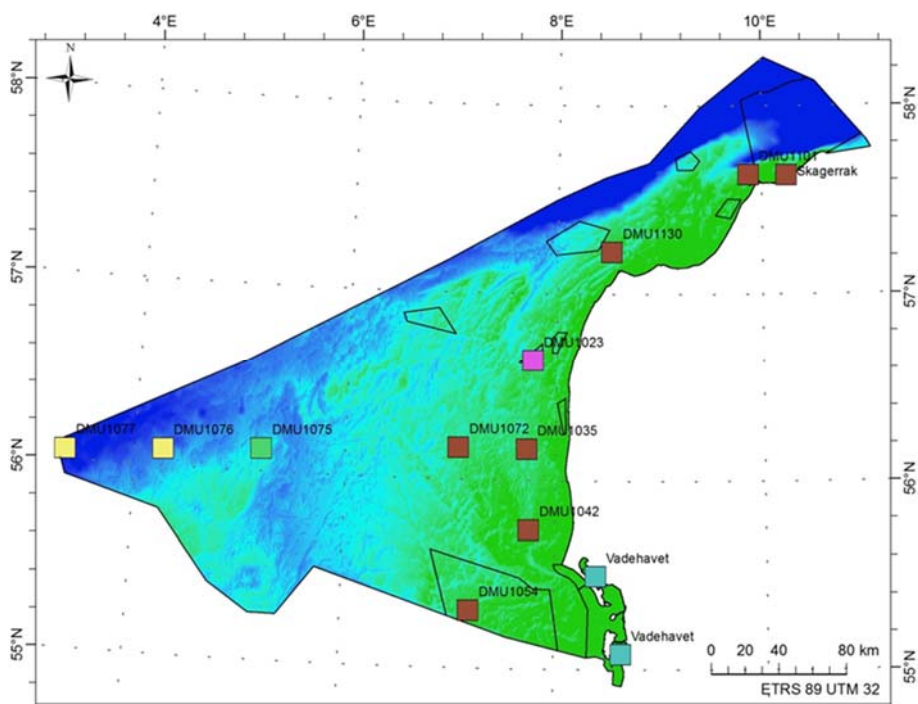 4°E 6°E 8°E 10°E
N
58°N
58°N
DMU1101
Skagerrak
DMU1130
57°N
57°N
DMU1023
DMU1077 DMU1076 DMU1075 DMU1072 DMU1035
56°N
56°N
DMU1042
Vadehavet
DMU1054
Vadehavet
55°N
55°N
0 20 40 80 km
ETRS 89 UTM 32